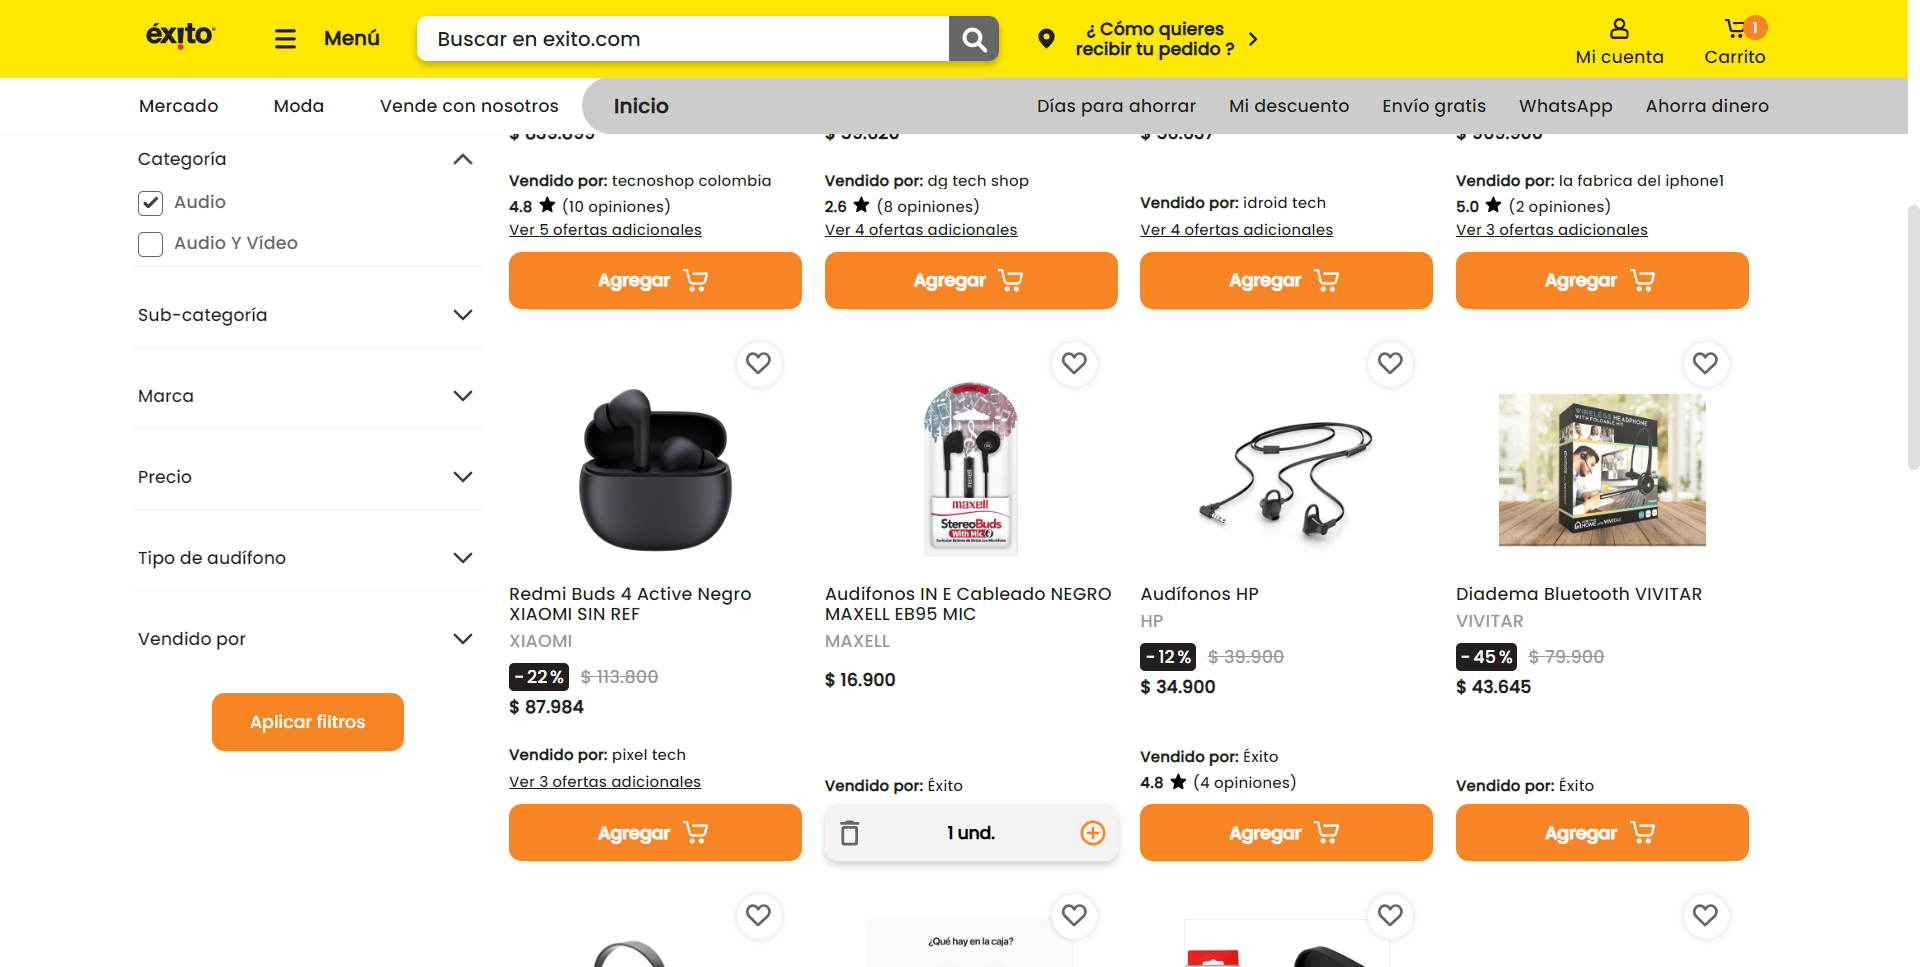 éxito
Menú
Buscar en exito.com
¿ Cómo quieres
recibir tu pedido ?
Mi cuenta
1
Carrito
Mercado
Moda
Vende con nosotros
Inicio
Días para ahorrar
Mi descuento
Envío gratis
WhatsApp
Ahorra dinero
Categoría
Audio
Audio Y Vídeo
Sub-categoría
Marca
Precio
Tipo de audífono
Vendido por
Aplicar filtros
Vendido por: tecnoshop colombia
4.8 ★ (10 opiniones)
Ver 5 ofertas adicionales
Agregar
Vendido por: dg tech shop
2.6 ★ (8 opiniones)
Ver 4 ofertas adicionales
Agregar
Vendido por: idroid tech
Ver 4 ofertas adicionales
Agregar
Vendido por: la fabrica del iphone1
5.0 ★ (2 opiniones)
Ver 3 ofertas adicionales
Agregar
Redmi Buds 4 Active Negro
XIAOMI SIN REF
XIAOMI
-22% $ 113.800
$ 87.984
Vendido por: pixel tech
Ver 3 ofertas adicionales
Agregar
maxell
StereoBuds
With Mic
Audifonos IN E Cableado NEGRO
MAXELL EB95 MIC
MAXELL
$ 16.900
Vendido por: Éxito
1 und.
Audífonos HP
HP
-12% $ 39.900
$ 34.900
Vendido por: Éxito
4.8 ★ (4 opiniones)
Agregar
WIRELESS HEADPHONE
WITH FOLDABLE MIC
Diadema Bluetooth VIVITAR
VIVITAR
-45% $ 79.900
$ 43.645
Vendido por: Éxito
Agregar
¿Qué hay en la caja?